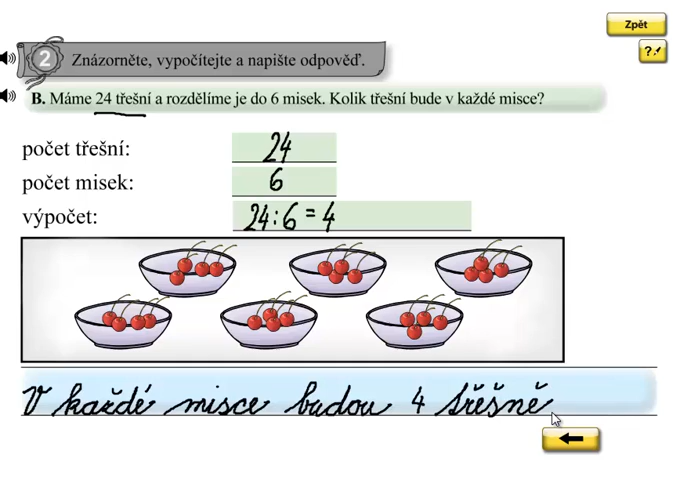 Zpět
?
2 Znázorněte, vypočítejte a napište odpověď.
B. Máme 24 třešní a rozdělíme je do 6 misek. Kolik třešní bude v každé misce?
počet třešní: 24
počet misek: 6
výpočet: 24:6=4
V každé misce budou 4 třešně